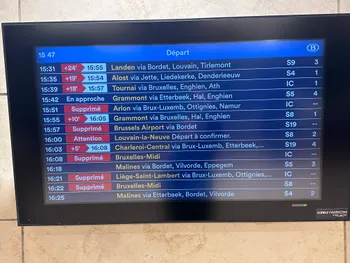 15 47 Départ B
15:31 +24' 15:55 Landen via Bordet, Louvain, Tirlemont S9 3
15:35 +19' 15:54 Alost via Jette, Liedekerke, Denderleeuw S4 1
15:39 +18' 15:57 Tournai via Bruxelles, Enghien, Ath IC 1
15:42 En approche Grammont via Etterbeek, Hal, Enghien S5 4
15:51 Supprimé Arlon via Brux-Luxemb, Ottignies, Namur IC --
15:55 +10' 16:05 Grammont via Etterbeek, Hal, Enghien S5 --
15:57 Supprimé Brussels Airport via Bordet S19 --
16:00 Attention Louvain-la-Neuve Départ à confirmer. S8 2
16:03 +5' 16:08 Charleroi-Central via Brux-Luxemb, Etterbeek,... S19 4
16:09 Supprimé Bruxelles-Midi IC --
16:18 Malines via Bordet, Vilvorde, Eppegem S5 3
16:21 Supprimé Liège-Saint-Lambert via Brux-Luxemb, Ottignies,... IC --
16:22 Supprimé Bruxelles-Midi S8 --
16:25 Malines via Etterbeek, Bordet, Vilvorde S4 2